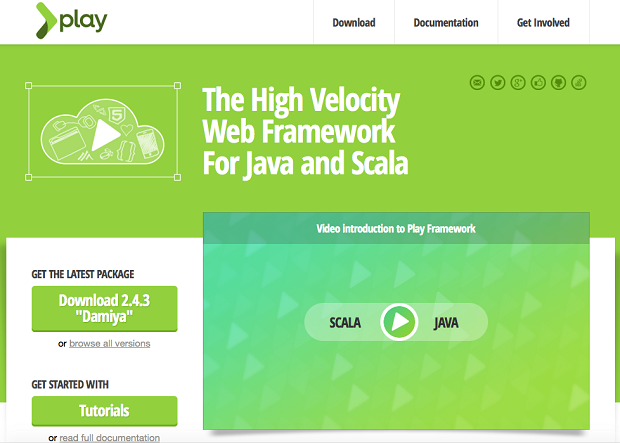 play
Download
Documentation
Get Involved
The High Velocity
Web Framework
For Java and Scala
Video introduction to Play Framework
SCALA
JAVA
GET THE LATEST PACKAGE
Download 2.4.3
"Damiya"
or browse all versions
GET STARTED WITH
Tutorials
or read full documentation